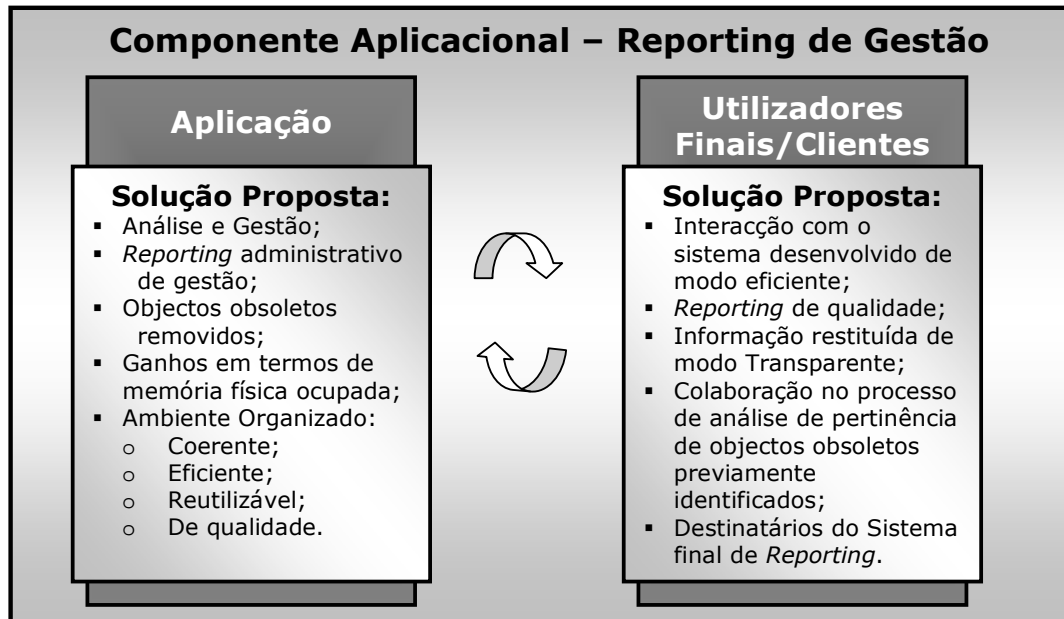 Componente Aplicacional – Reporting de Gestão
Aplicação
Solução Proposta:
▪ Análise e Gestão;
▪ Reporting administrativo
de gestão;
▪ Objectos obsoletos
removidos;
▪ Ganhos em termos de
memória física ocupada;
▪ Ambiente Organizado:
o Coerente;
o Eficiente;
o Reutilizável;
o De qualidade.
Utilizadores
Finais/Clientes
Solução Proposta:
▪ Interacção com o
sistema desenvolvido de
modo eficiente;
▪ Reporting de qualidade;
▪ Informação restituída de
modo Transparente;
▪ Colaboração no processo
de análise de pertinência
de objectos obsoletos
previamente
identificados;
▪ Destinatários do Sistema
final de Reporting.